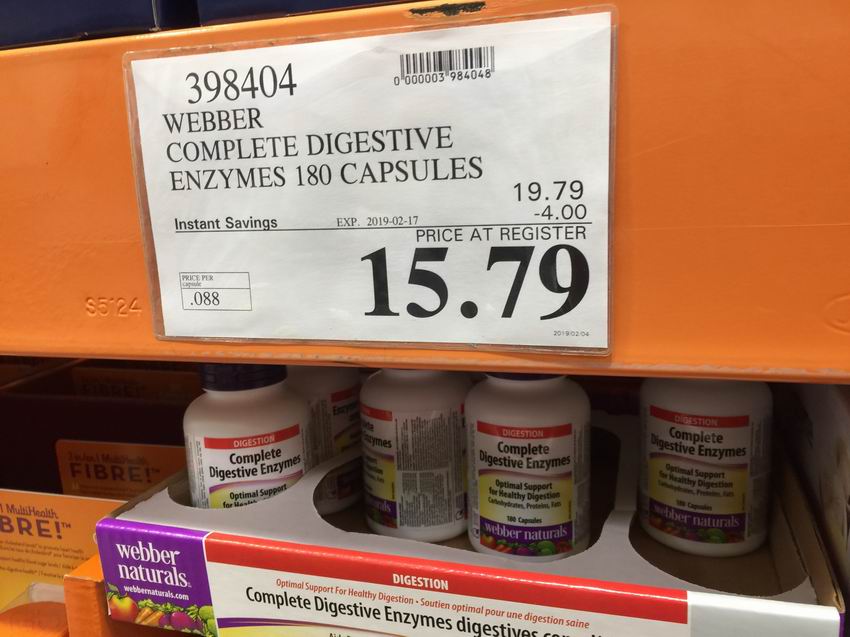 398404
0 000003 984048
WEBBER
COMPLETE DIGESTIVE
ENZYMES 180 CAPSULES
19.79
-4.00
Instant Savings
EXP. 2019-02-17
PRICE AT REGISTER
15.79
PRICE PER
capsule
.088
2019/02/04
S5124
FIBRE!™
MultiHealth
BRE!™
DIGESTION
Complete
Digestive Enzymes
Optimal Support
DIGESTION
Complete
Digestive Enzymes
Optimal Support
for Healthy Digestion
Carbohydrates, Proteins, Fats
180 Capsules
webber naturals
DIGESTION
Complete
Digestive Enzymes
Optimal Support
for Healthy Digestion
Carbohydrates, Proteins, Fats
180 Capsules
webber naturals
webber
naturals.
webbernaturals.com
DIGESTION
Optimal Support For Healthy Digestion • Soutien optimal pour une digestion saine
Complete Digestive Enzymes digestives